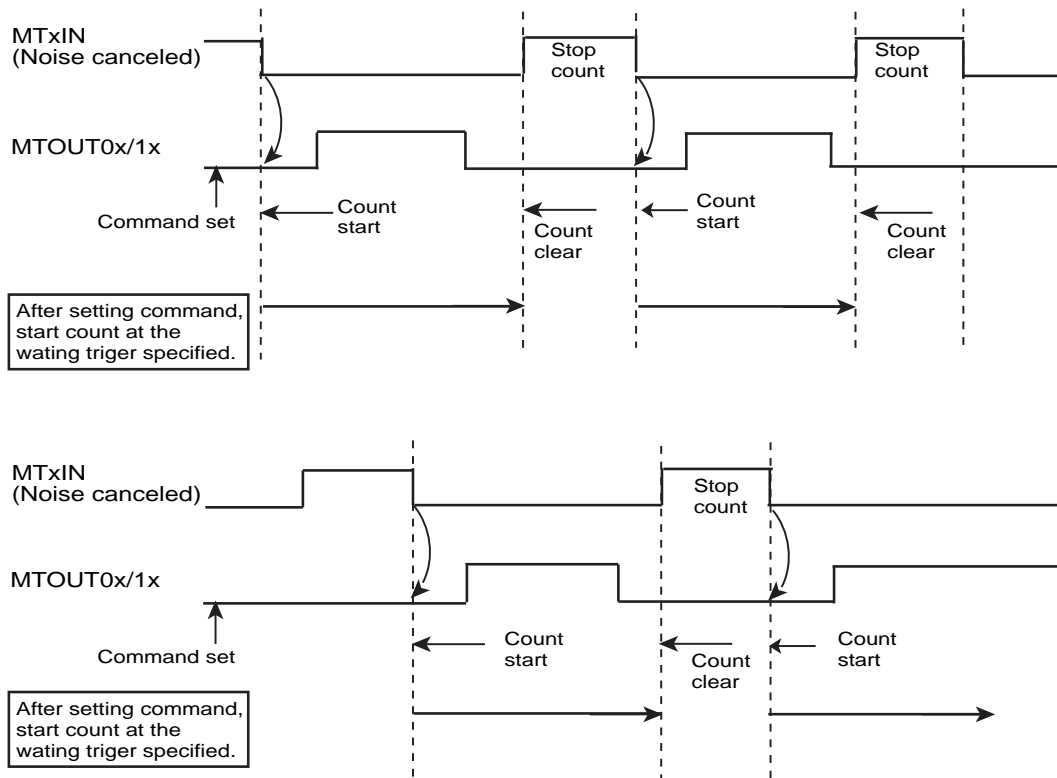 MTxIN
(Noise canceled)
Stop
count
Stop
count
MTOUT0x/1x
Command set
Count
start
Count
clear
Count
start
Count
clear
After setting command,
start count at the
wating triger specified.
MTxIN
(Noise canceled)
Stop
count
MTOUT0x/1x
Command set
Count
start
Count
clear
Count
start
After setting command,
start count at the
wating triger specified.